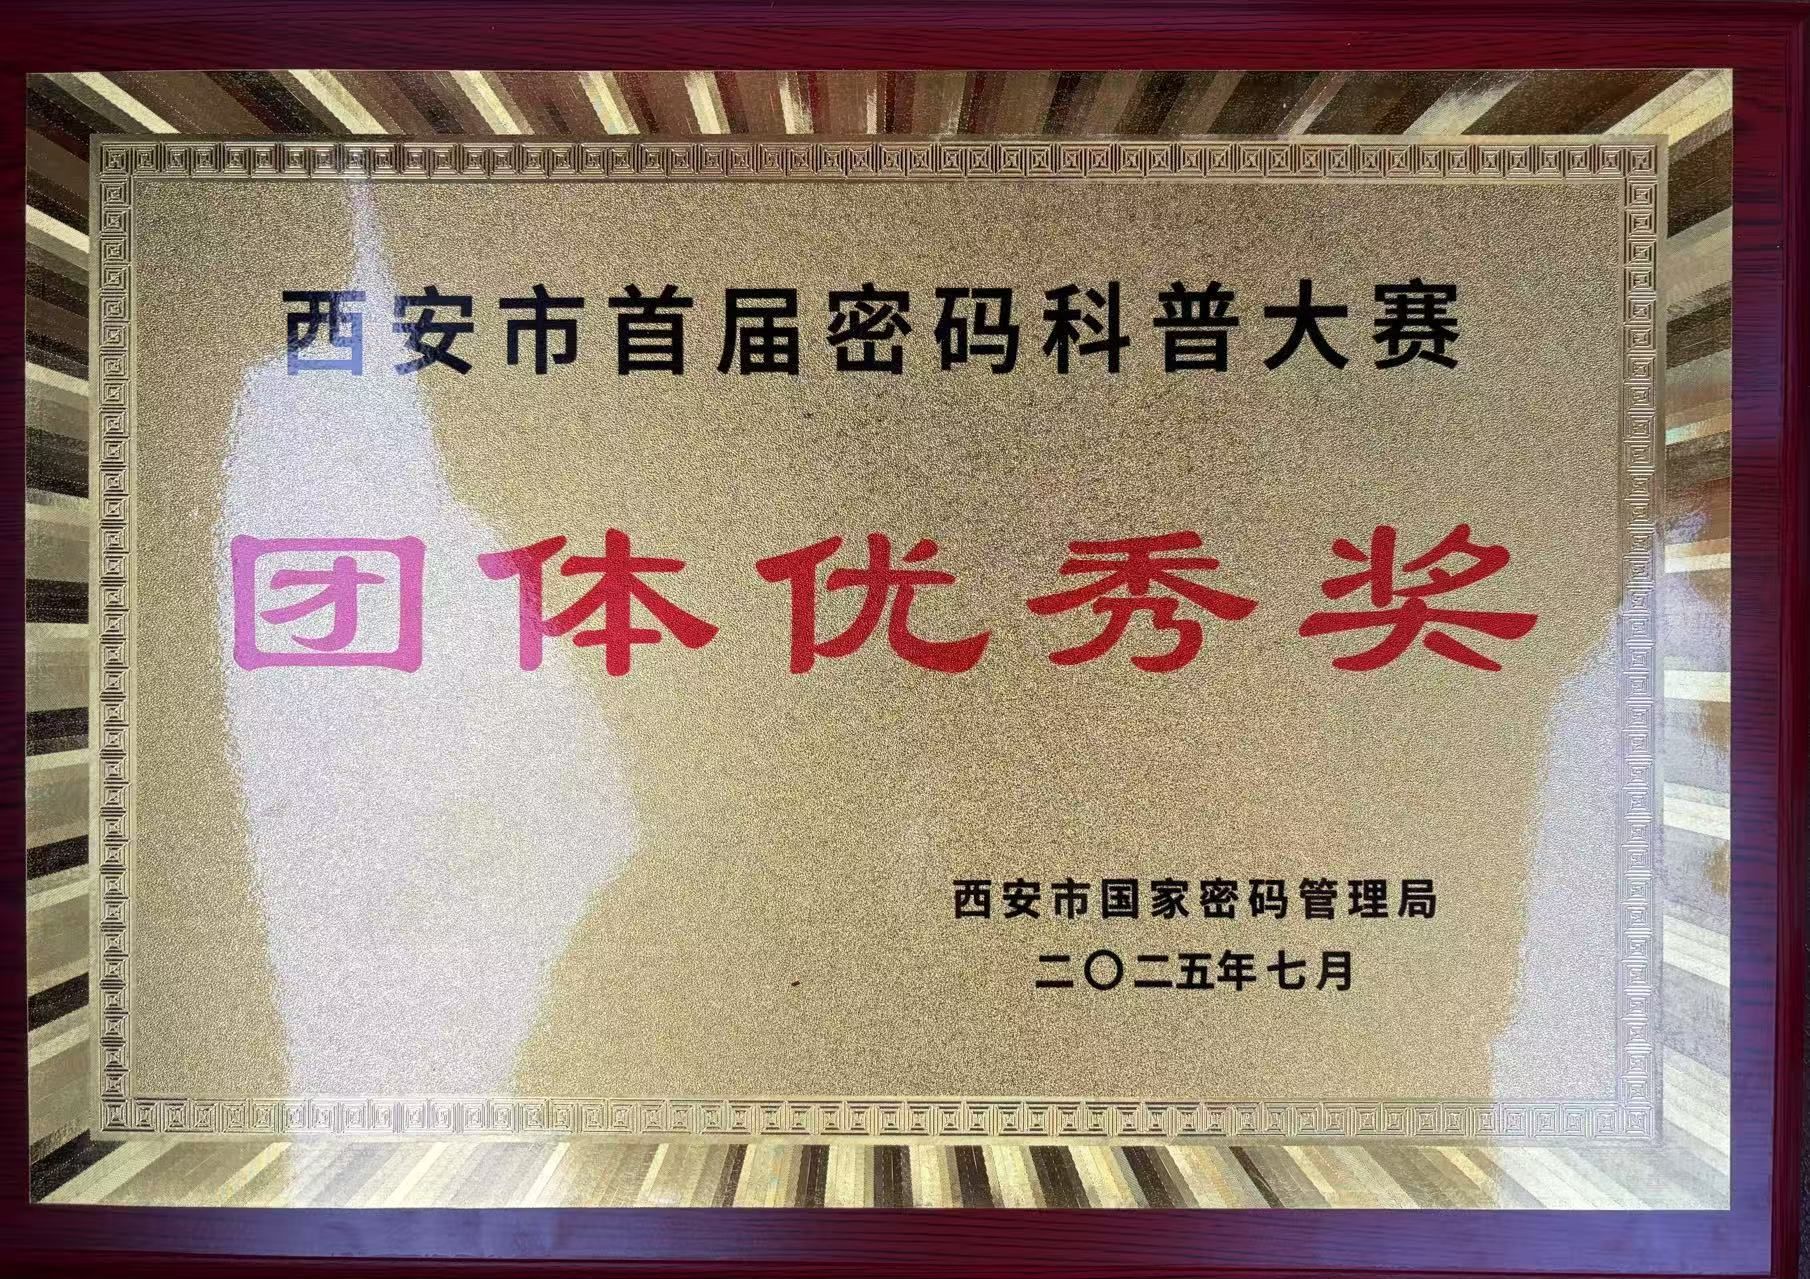 西安市首届密码科普大赛
团体优秀奖
西安市国家密码管理局
二〇二五年七月